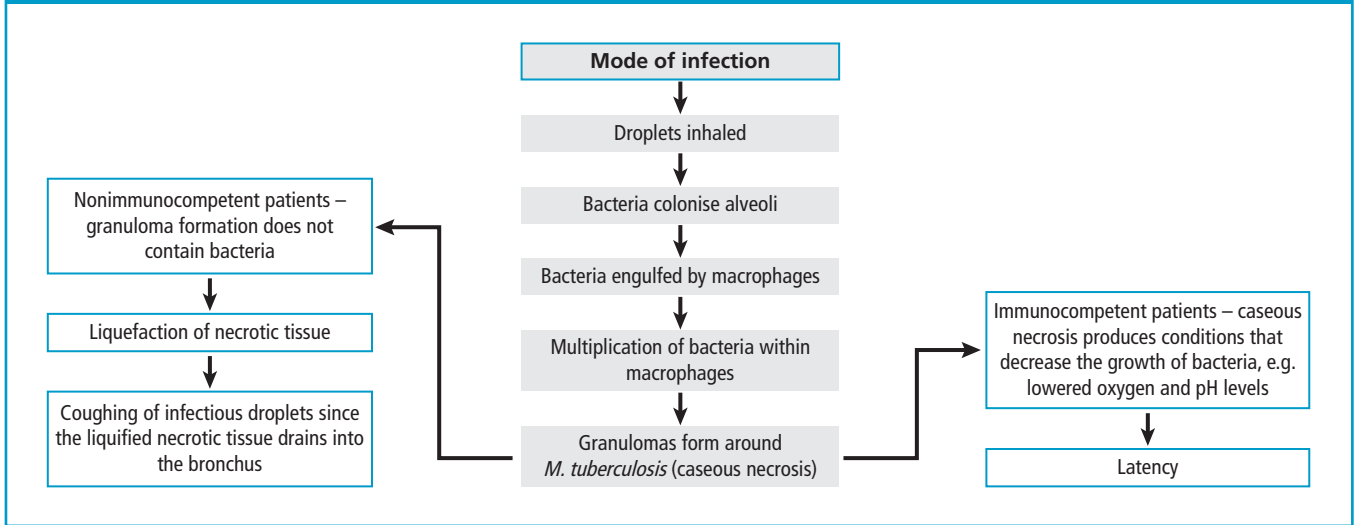 Mode of infection
Droplets inhaled
Bacteria colonise alveoli
Bacteria engulfed by macrophages
Multiplication of bacteria within
macrophages
Granulomas form around
M. tuberculosis (caseous necrosis)
Nonimmunocompetent patients –
granuloma formation does not
contain bacteria
Liquefaction of necrotic tissue
Coughing of infectious droplets since
the liquified necrotic tissue drains into
the bronchus
Immunocompetent patients – caseous
necrosis produces conditions that
decrease the growth of bacteria, e.g.
lowered oxygen and pH levels
Latency